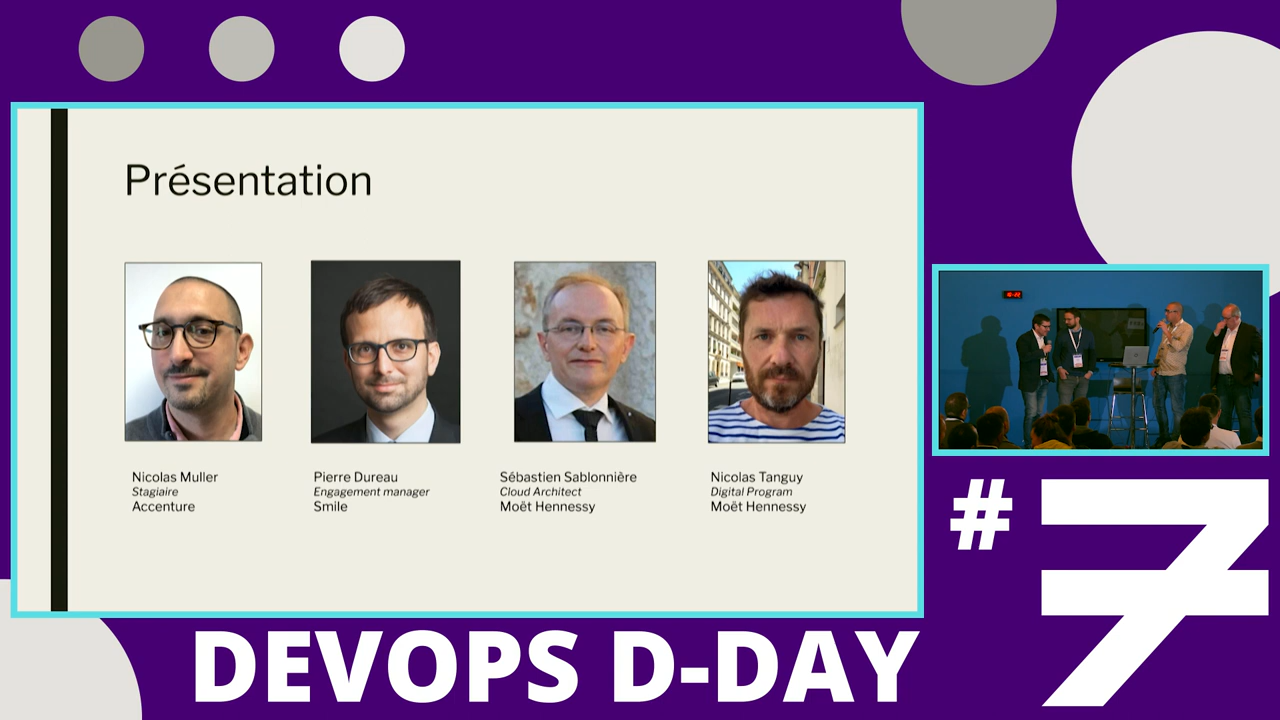 Présentation
Nicolas Muller
Stagiaire
Accenture
Pierre Dureau
Engagement manager
Smile
Sébastien Sablonnière
Cloud Architect
Moët Hennessy
Nicolas Tanguy
Digital Program
Moët Hennessy
#7
DEVOPS D-DAY